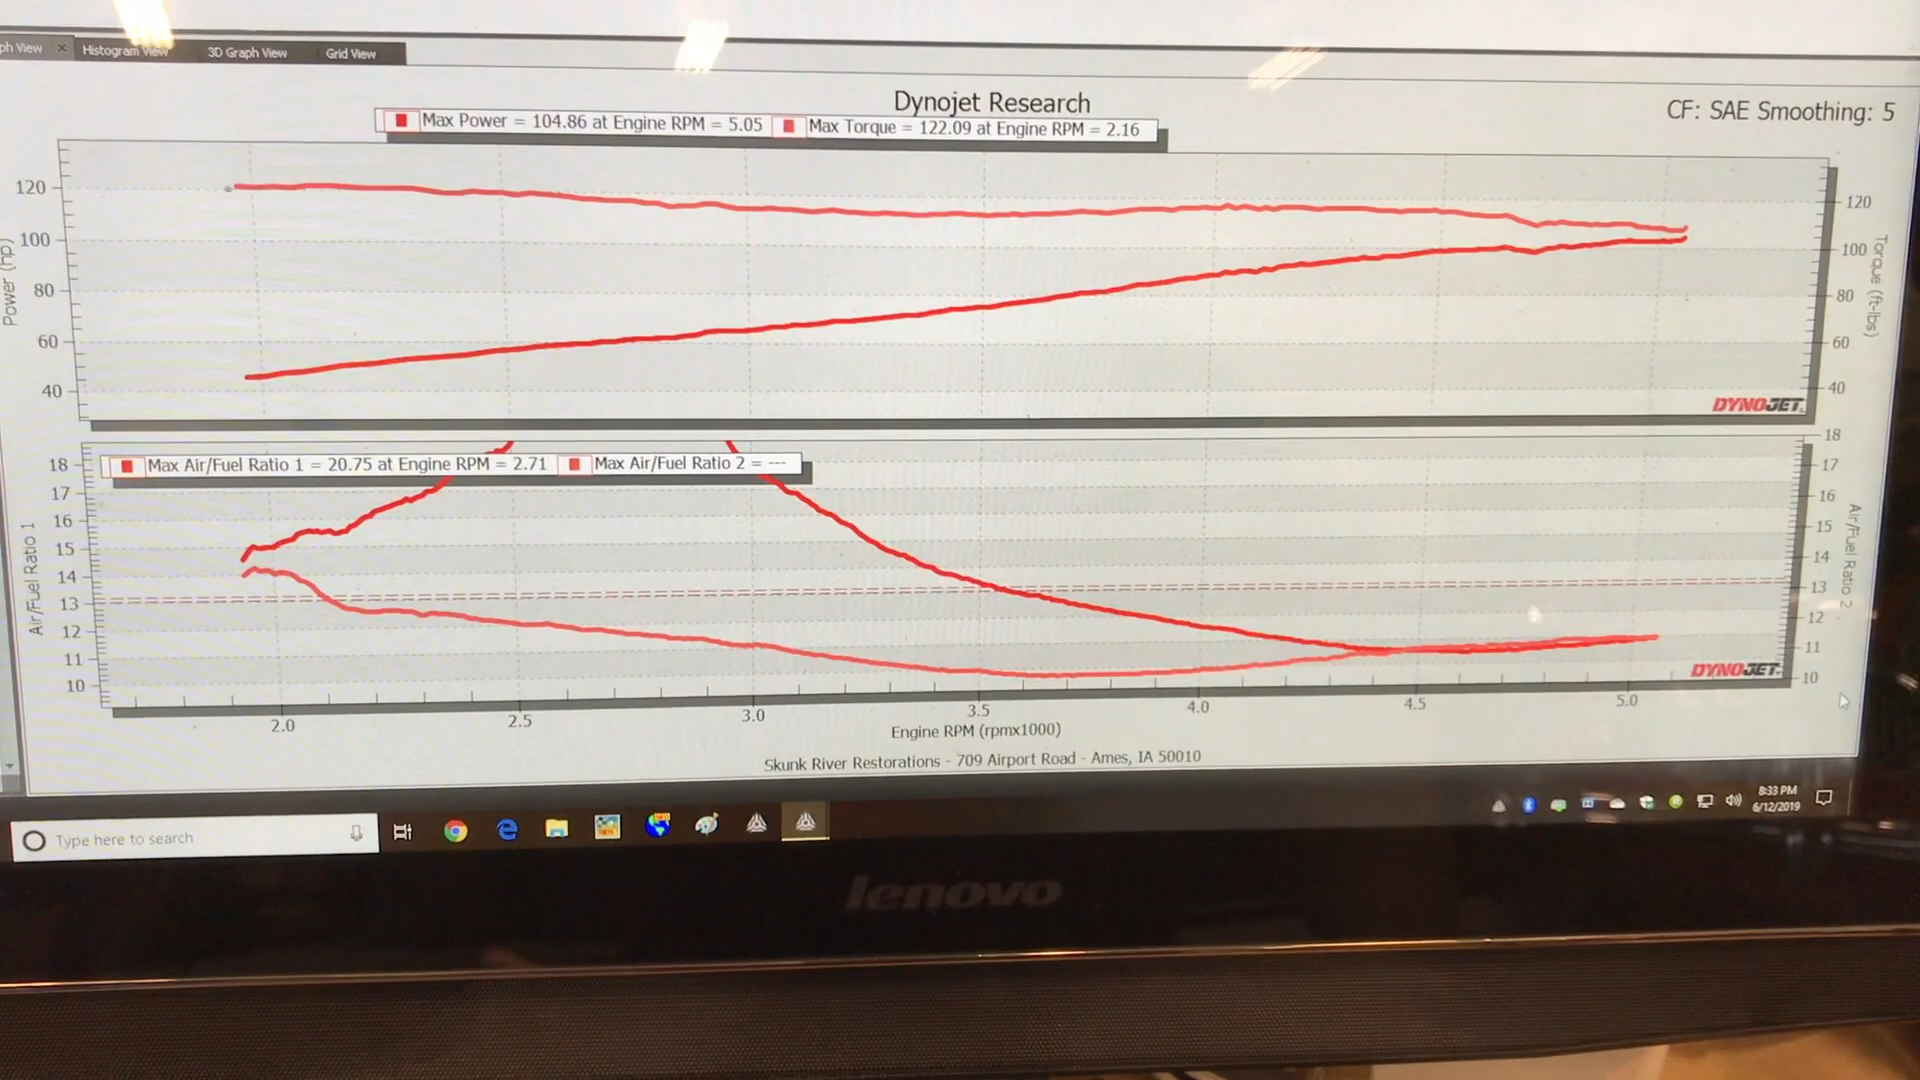 ph View Histogram View 3D Graph View Grid View
Dynojet Research
CF: SAE Smoothing: 5
Max Power = 104.86 at Engine RPM = 5.05 Max Torque = 122.09 at Engine RPM = 2.16
Power (hp)
120
100
80
60
40
120
100
80
60
40
Torque (ft-lbs)
DYNOJET
Max Air/Fuel Ratio 1 = 20.75 at Engine RPM = 2.71 Max Air/Fuel Ratio 2 = ---
Air/Fuel Ratio 1
18
17
16
15
14
13
12
11
10
18
17
16
15
14
13
12
11
10
Air/Fuel Ratio 2
DYNOJET
2.0 2.5 3.0 3.5 4.0 4.5 5.0
Engine RPM (rpmx1000)
Skunk River Restorations - 709 Airport Road - Ames, IA 50010
Type here to search
8:33 PM
6/12/2019
lenovo